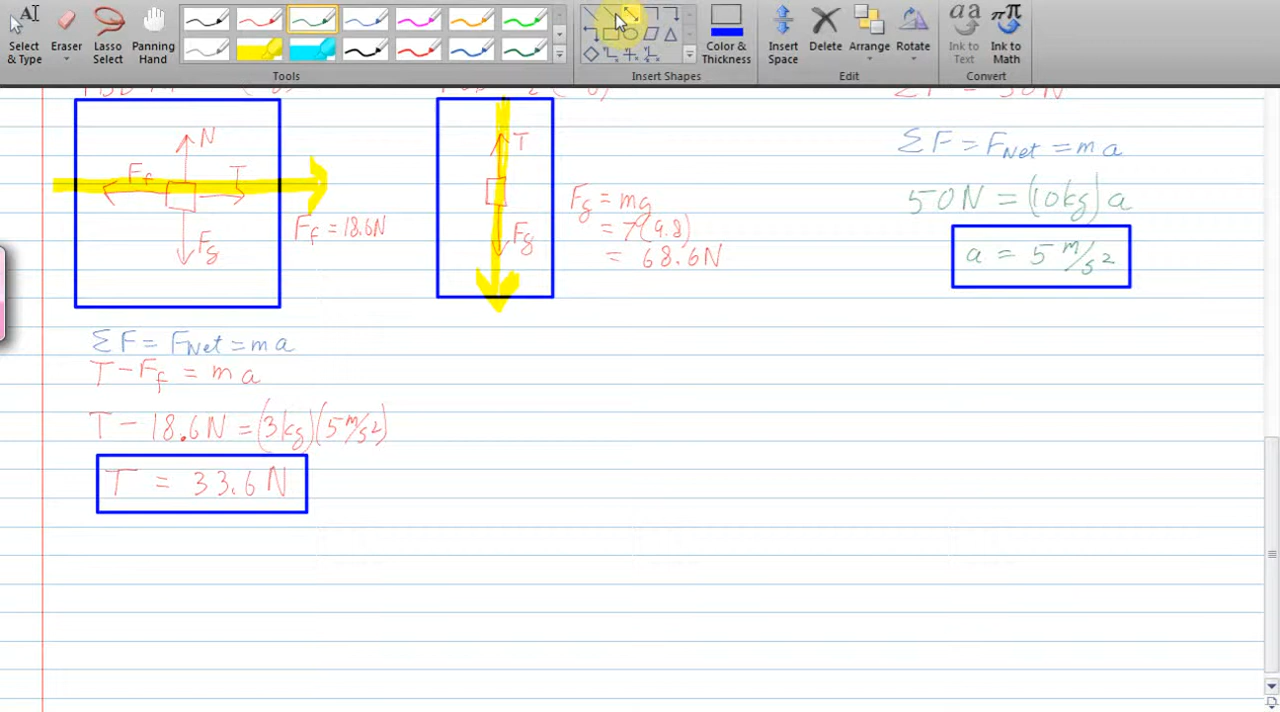 Select & Type
Eraser
Lasso Select
Panning Hand
Tools
Insert Shapes
Color & Thickness
Insert Space
Delete
Arrange
Rotate
Edit
Ink to Text
Ink to Math
Convert
N
Ff
T
Fg
Ff = 18.6N
T
Fg
Fg = mg
= 7(9.8)
= 68.6N
ΣF = FNet = ma
50N = (10kg) a
a = 5 m/s2
ΣF = FNet = ma
T - Ff = ma
T - 18.6N = (3kg)(5 m/s2)
T = 33.6N